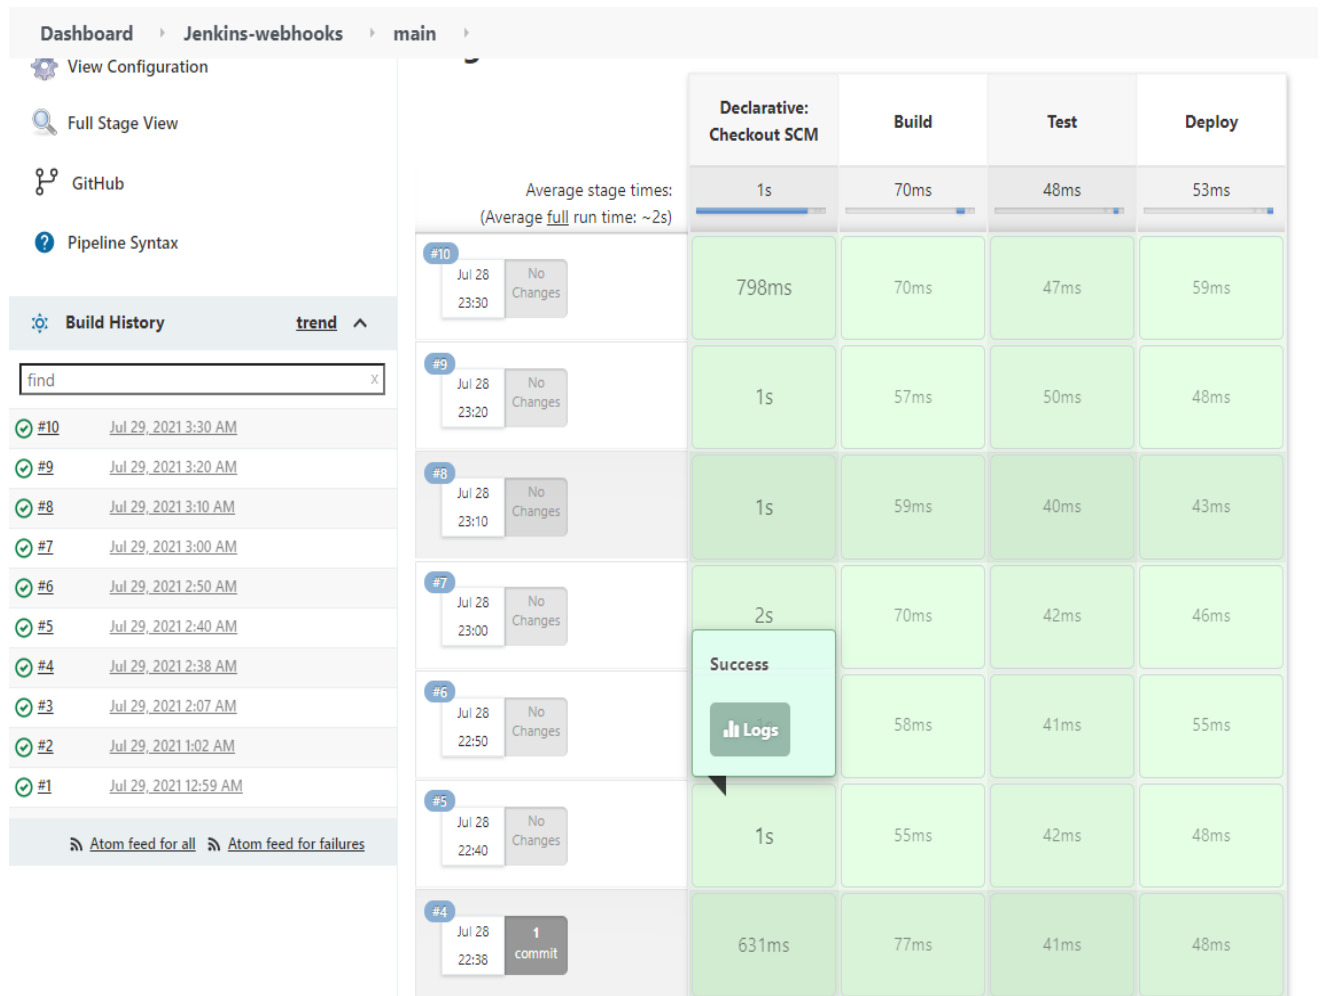 Dashboard Jenkins-webhooks main
View Configuration
Full Stage View
GitHub
Pipeline Syntax
Build History trend
find x
#10 Jul 29, 2021 3:30 AM
#9 Jul 29, 2021 3:20 AM
#8 Jul 29, 2021 3:10 AM
#7 Jul 29, 2021 3:00 AM
#6 Jul 29, 2021 2:50 AM
#5 Jul 29, 2021 2:40 AM
#4 Jul 29, 2021 2:38 AM
#3 Jul 29, 2021 2:07 AM
#2 Jul 29, 2021 1:02 AM
#1 Jul 29, 2021 12:59 AM
Atom feed for all Atom feed for failures
Declarative:
Checkout SCM
Build
Test
Deploy
Average stage times:
(Average full run time: ~2s)
1s 70ms 48ms 53ms
#10
Jul 28
23:30
No
Changes
798ms 70ms 47ms 59ms
#9
Jul 28
23:20
No
Changes
1s 57ms 50ms 48ms
#8
Jul 28
23:10
No
Changes
1s 59ms 40ms 43ms
#7
Jul 28
23:00
No
Changes
2s 70ms 42ms 46ms
Success
Logs
#6
Jul 28
22:50
No
Changes
58ms 41ms 55ms
#5
Jul 28
22:40
No
Changes
1s 55ms 42ms 48ms
#4
Jul 28
22:38
1
commit
631ms 77ms 41ms 48ms